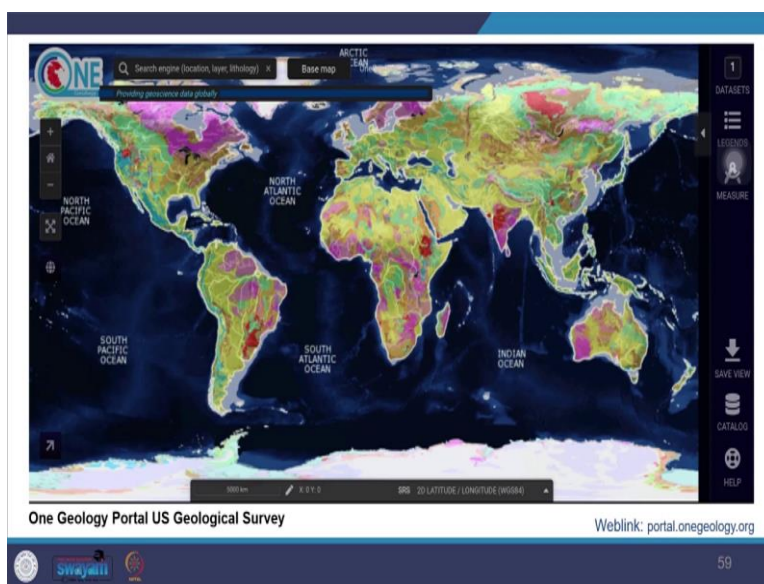 ONE
Search engine (location, layer, lithology) ×
Base map
Providing geoscience data globally
ARCTIC
OCEAN
1
DATASETS
LEGENDS
MEASURE
NORTH
PACIFIC
OCEAN
NORTH
ATLANTIC
OCEAN
SOUTH
PACIFIC
OCEAN
SOUTH
ATLANTIC
OCEAN
INDIAN
OCEAN
SAVE VIEW
CATALOG
HELP
5000 km
X: 0 Y: 0
SRS 2D LATITUDE / LONGITUDE (WGS84)
One Geology Portal US Geological Survey
Weblink: portal.onegeology.org
swayam
59